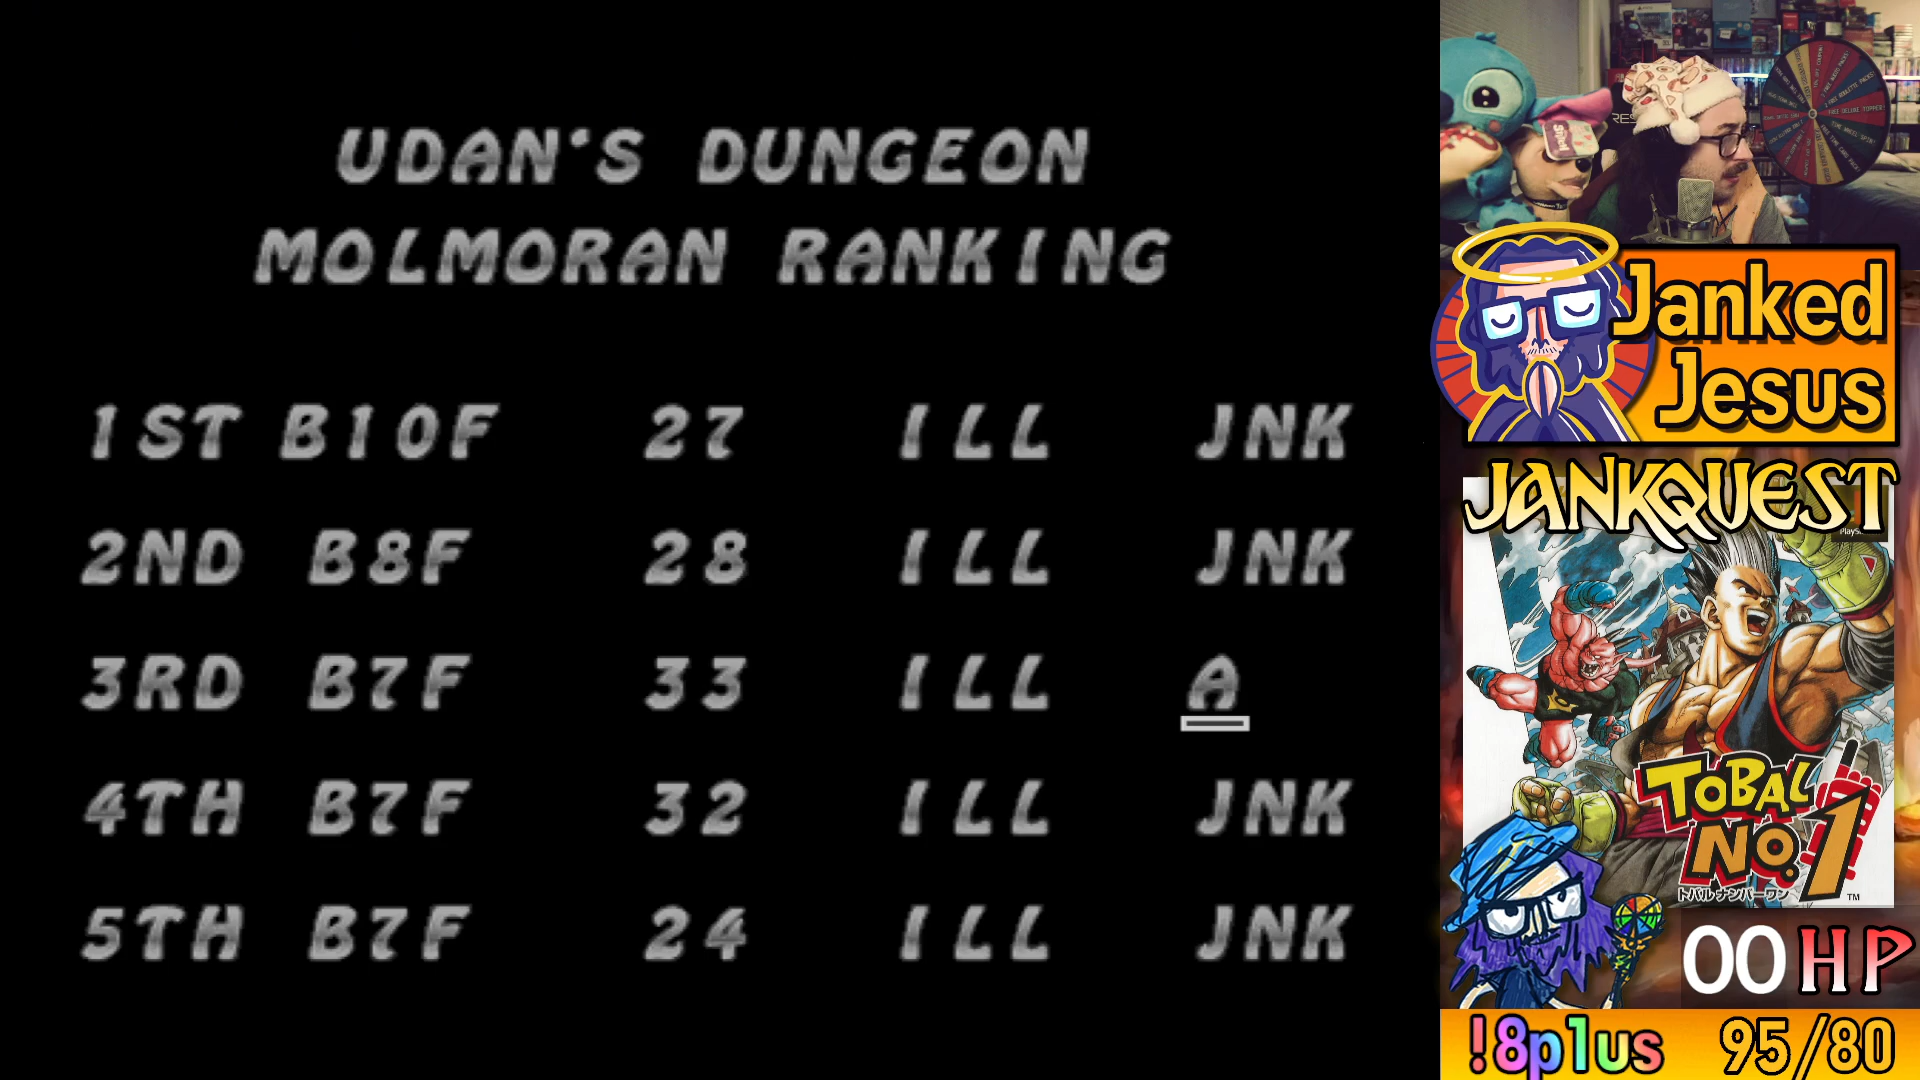 UDAN'S DUNGEON
MOLMORAN RANKING
1ST B10F 27 ILL JNK
2ND B8F 28 ILL JNK
3RD B7F 33 ILL A
4TH B7F 32 ILL JNK
5TH B7F 24 ILL JNK
Janked
Jesus
JANKQUEST
TOBAL
NO.1
トバル ナンバーワン
TM
00 HP
!8p1us 95/80